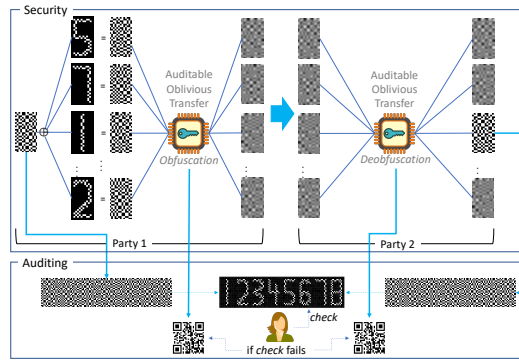 Security
5 =
7 =
1 =
2 =
Auditable
Oblivious
Transfer
Obfuscation
Auditable
Oblivious
Transfer
Deobfuscation
Party 1
Party 2
Auditing
12345678
check
if check fails